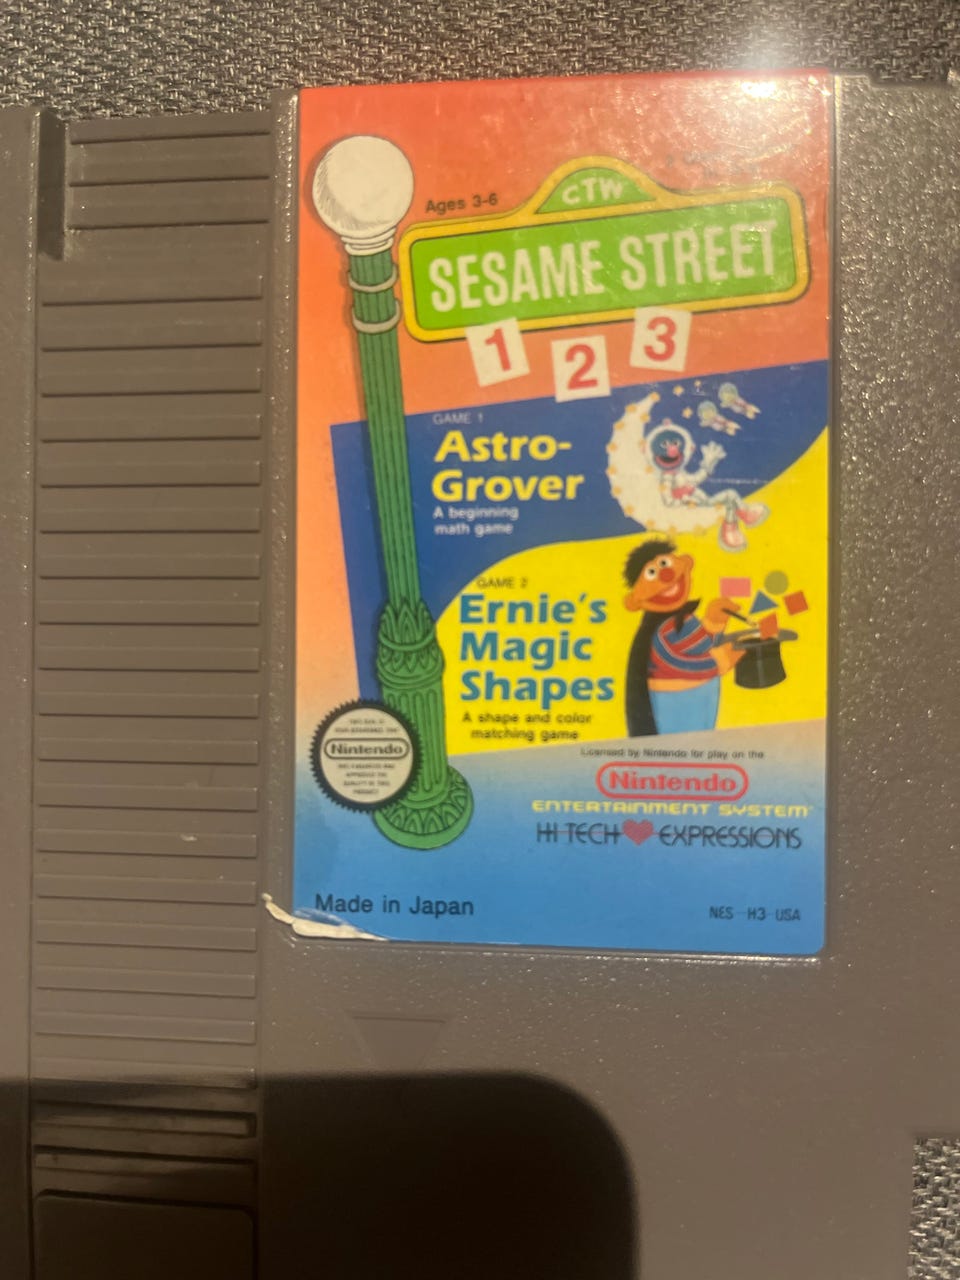 Ages 3-6
CTW
SESAME STREET
1 2 3
GAME 1
Astro-
Grover
A beginning
math game
GAME 2
Ernie's
Magic
Shapes
A shape and color
matching game
Nintendo
Licensed by Nintendo for play on the
Nintendo
ENTERTAINMENT SYSTEM
HI TECH EXPRESSIONS
Made in Japan
NES-H3-USA